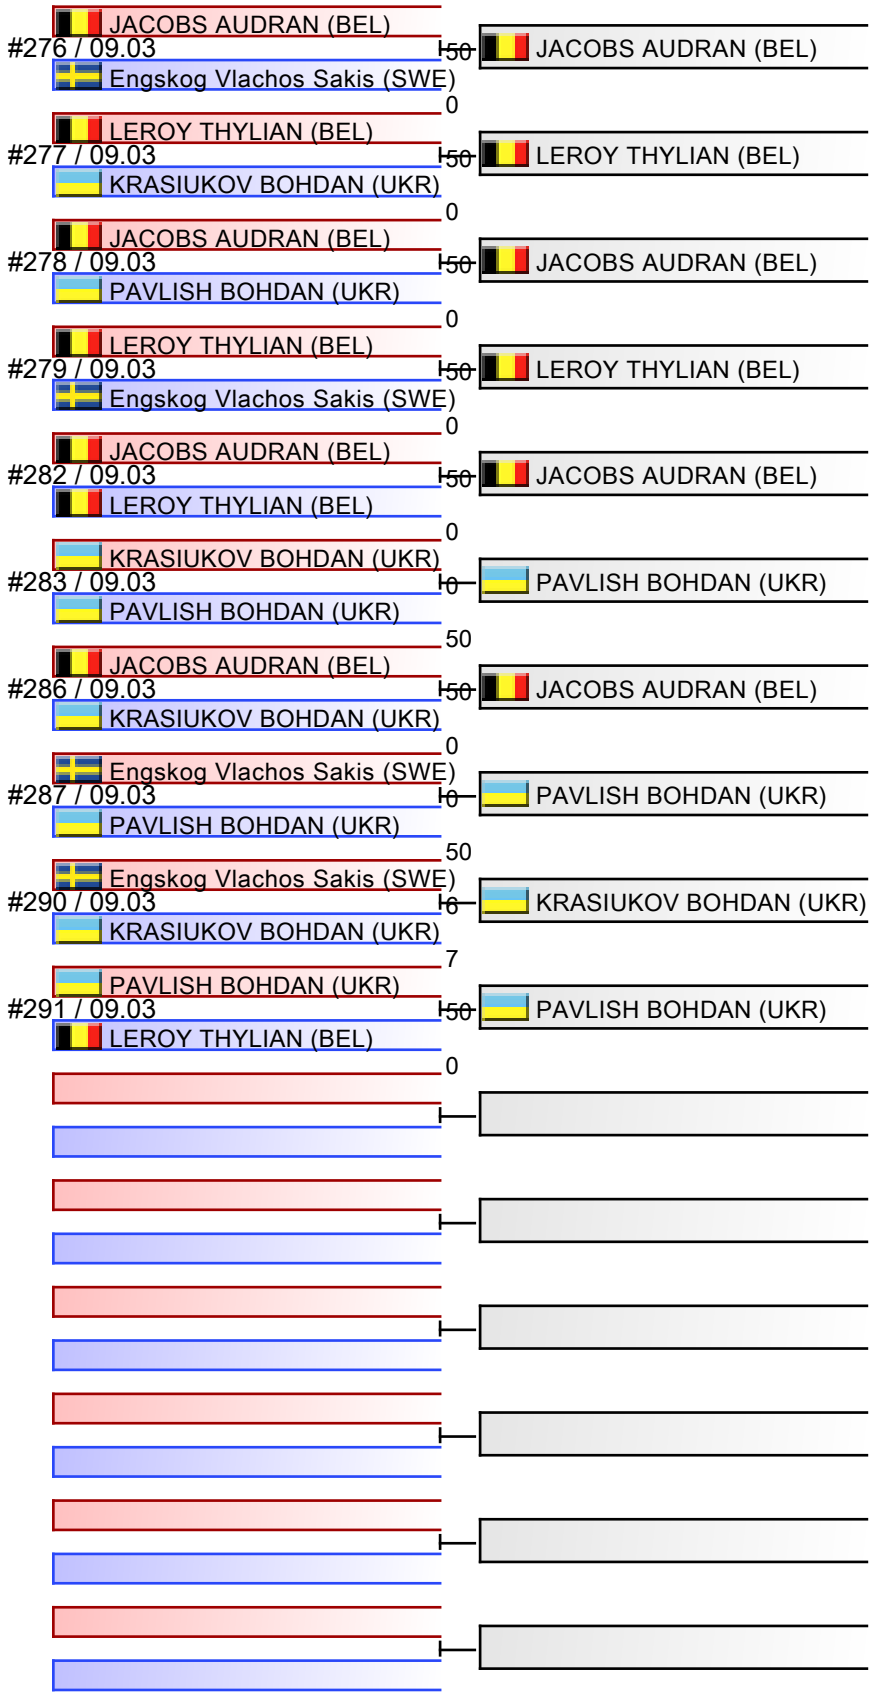 JACOBS AUDRAN (BEL)
#276 / 09.03
50
JACOBS AUDRAN (BEL)
Engskog Vlachos Sakis (SWE)
0
LEROY THYLIAN (BEL)
#277 / 09.03
50
LEROY THYLIAN (BEL)
KRASIUKOV BOHDAN (UKR)
0
JACOBS AUDRAN (BEL)
#278 / 09.03
50
JACOBS AUDRAN (BEL)
PAVLISH BOHDAN (UKR)
0
LEROY THYLIAN (BEL)
#279 / 09.03
50
LEROY THYLIAN (BEL)
Engskog Vlachos Sakis (SWE)
0
JACOBS AUDRAN (BEL)
#282 / 09.03
50
JACOBS AUDRAN (BEL)
LEROY THYLIAN (BEL)
0
KRASIUKOV BOHDAN (UKR)
#283 / 09.03
0
PAVLISH BOHDAN (UKR)
PAVLISH BOHDAN (UKR)
50
JACOBS AUDRAN (BEL)
#286 / 09.03
50
JACOBS AUDRAN (BEL)
KRASIUKOV BOHDAN (UKR)
0
Engskog Vlachos Sakis (SWE)
#287 / 09.03
0
PAVLISH BOHDAN (UKR)
PAVLISH BOHDAN (UKR)
50
Engskog Vlachos Sakis (SWE)
#290 / 09.03
6
KRASIUKOV BOHDAN (UKR)
KRASIUKOV BOHDAN (UKR)
7
PAVLISH BOHDAN (UKR)
#291 / 09.03
50
PAVLISH BOHDAN (UKR)
LEROY THYLIAN (BEL)
0